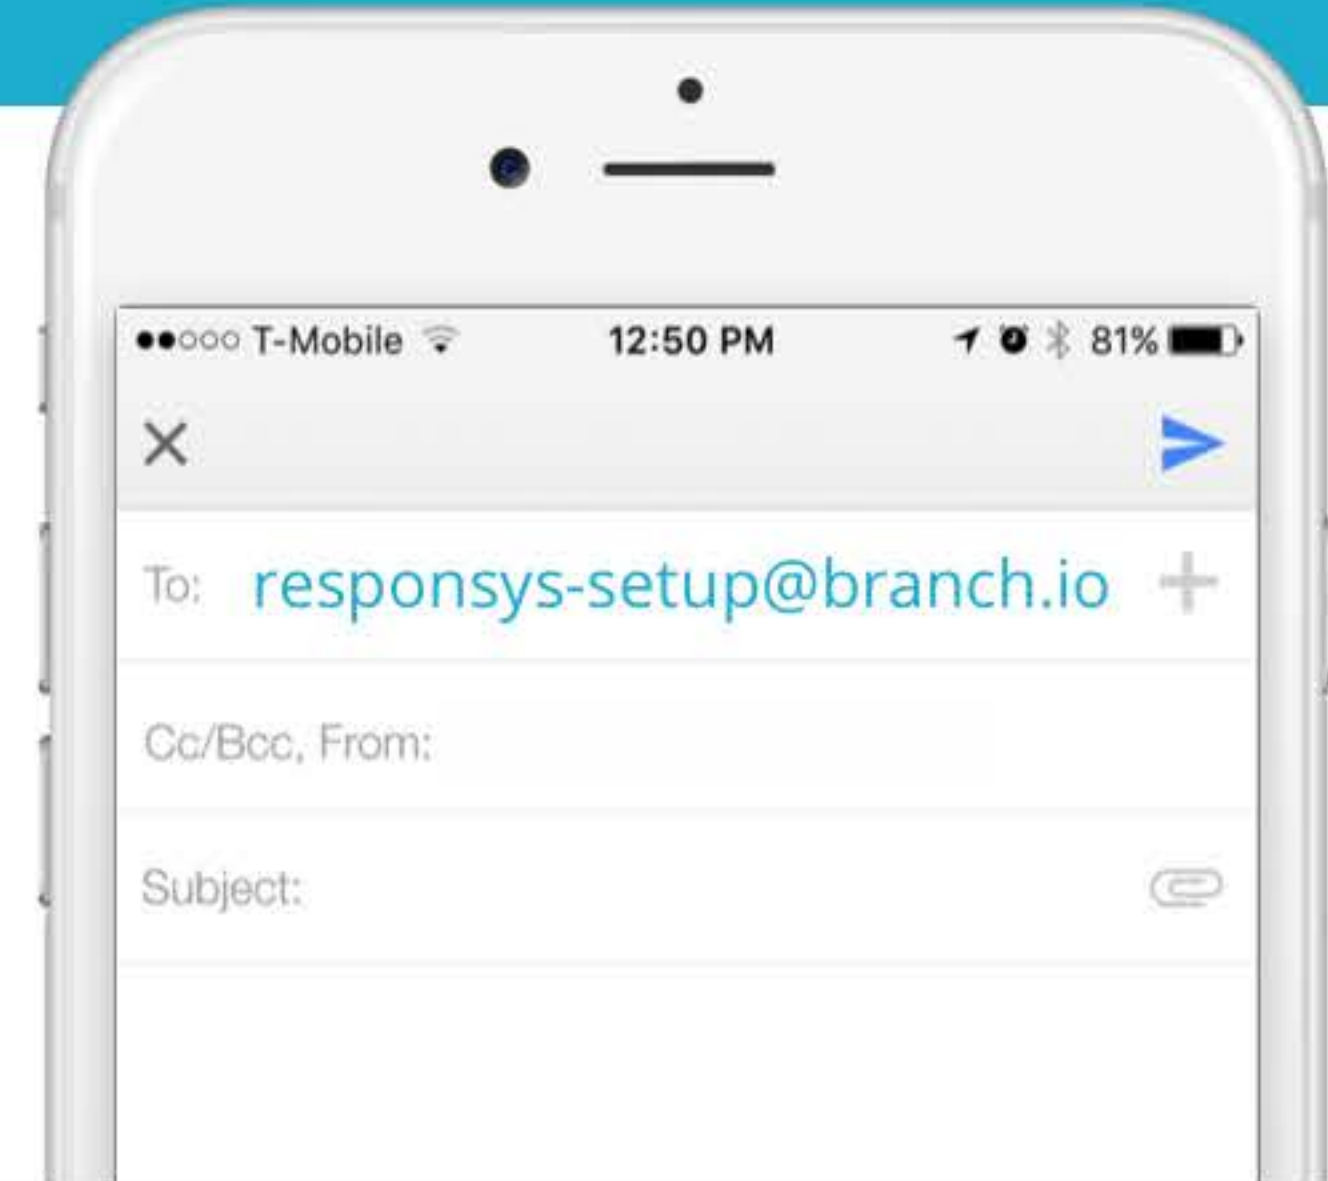 T-Mobile 12:50 PM 81%
To: responsys-setup@branch.io
Cc/Bcc, From:
Subject: